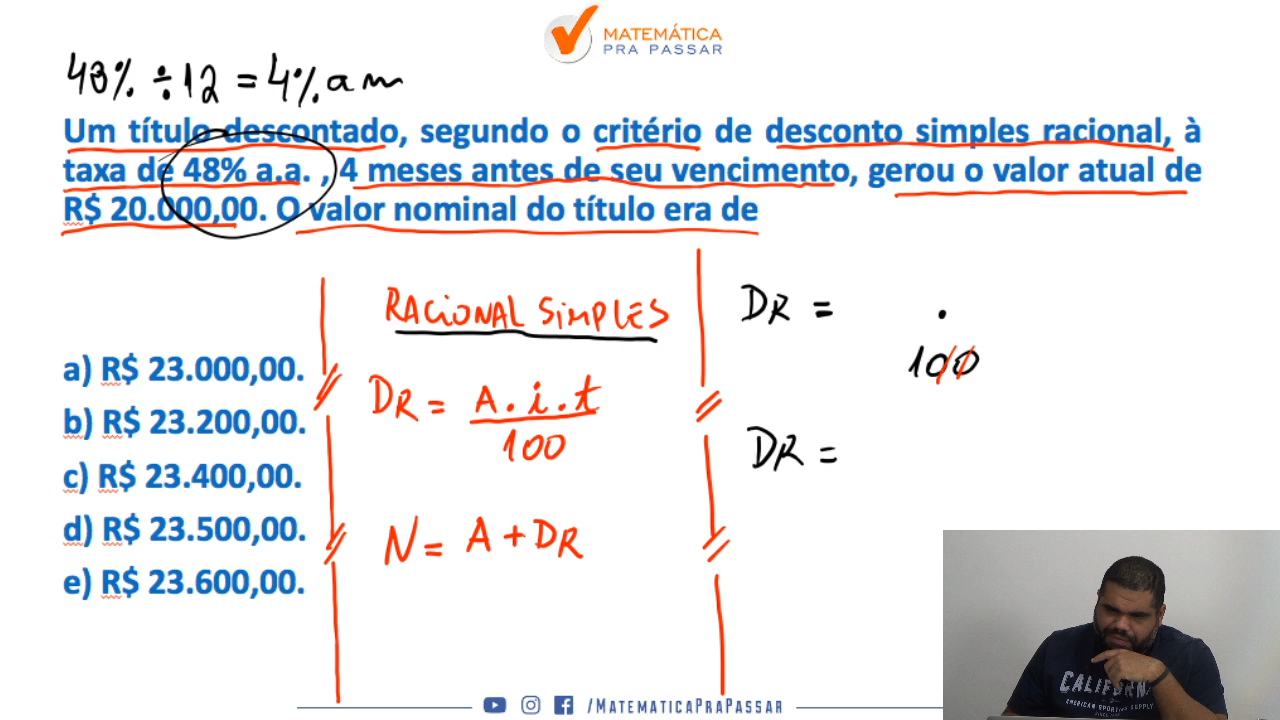 MATEMÁTICA
PRA PASSAR
48% ÷ 12 = 4% a m
Um título descontado, segundo o critério de desconto simples racional, à
taxa de 48% a.a. , 4 meses antes de seu vencimento, gerou o valor atual de
R$ 20.000,00. O valor nominal do título era de
a) R$ 23.000,00.
b) R$ 23.200,00.
c) R$ 23.400,00.
d) R$ 23.500,00.
e) R$ 23.600,00.
RACIONAL SIMPLES
DR = A.i.t
100
N = A + DR
DR = .
100
DR =
CALIFORNIA
AMERICAN SPORTING SUPPLY
/MATEMATICAPRAPASSAR